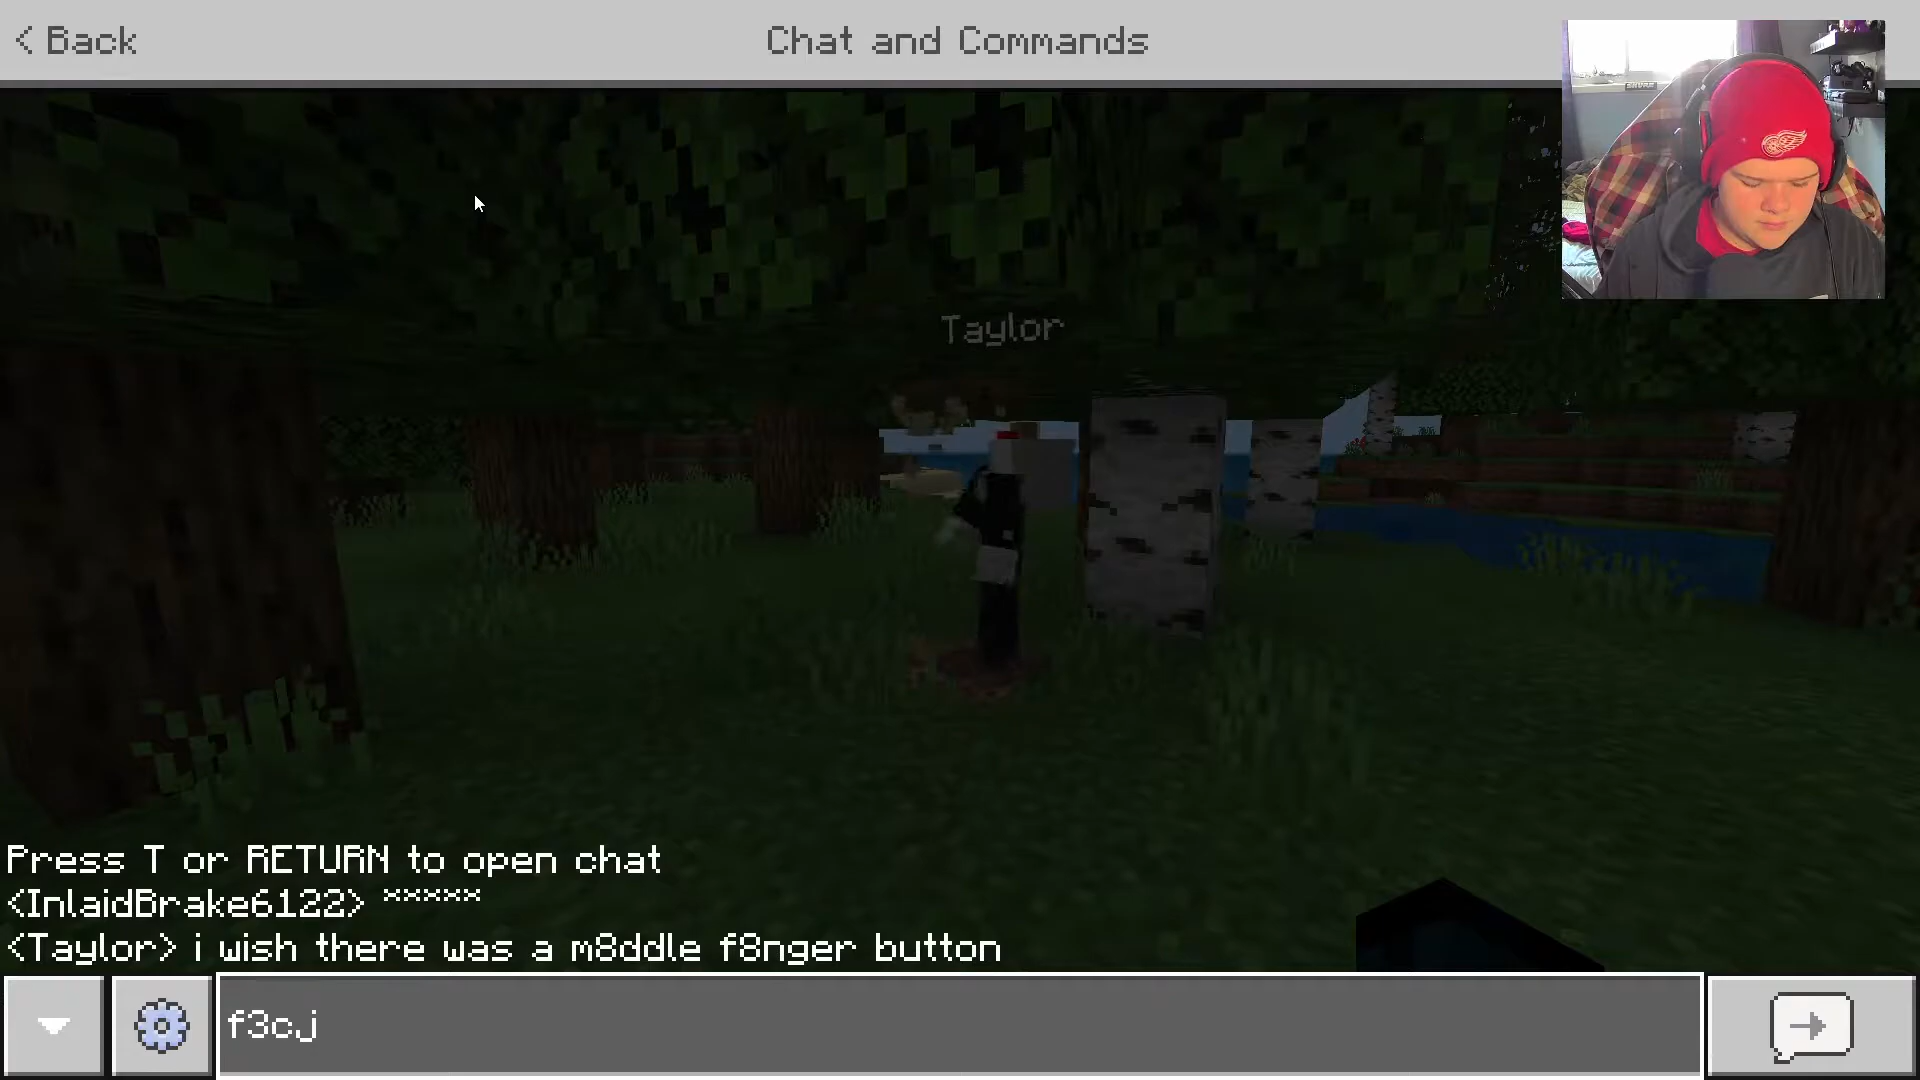 < Back
Chat and Commands
Taylor
Press T or RETURN to open chat
<InlaidBrake6122> *****
<Taylor> i wish there was a m8ddle f8nger button
f3cj